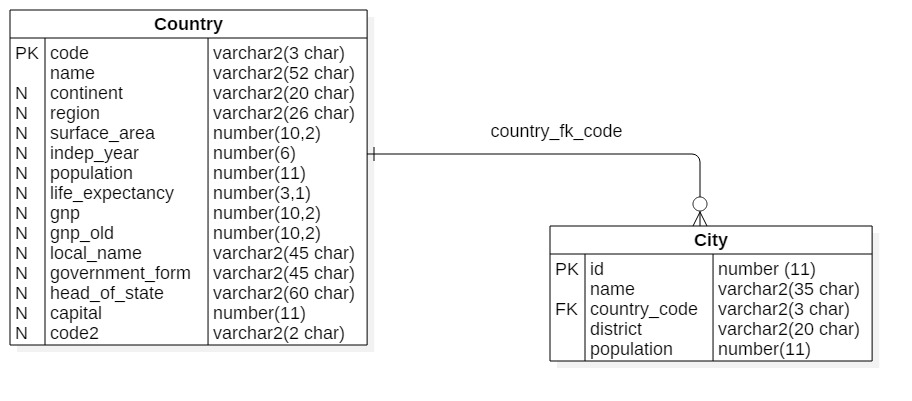 Country
PK code varchar2(3 char)
name varchar2(52 char)
N continent varchar2(20 char)
N region varchar2(26 char)
N surface_area number(10,2)
N indep_year number(6)
N population number(11)
N life_expectancy number(3,1)
N gnp number(10,2)
N gnp_old number(10,2)
N local_name varchar2(45 char)
N government_form varchar2(45 char)
N head_of_state varchar2(60 char)
N capital number(11)
N code2 varchar2(2 char)
country_fk_code
City
PK id number (11)
name varchar2(35 char)
FK country_code varchar2(3 char)
district varchar2(20 char)
population number(11)